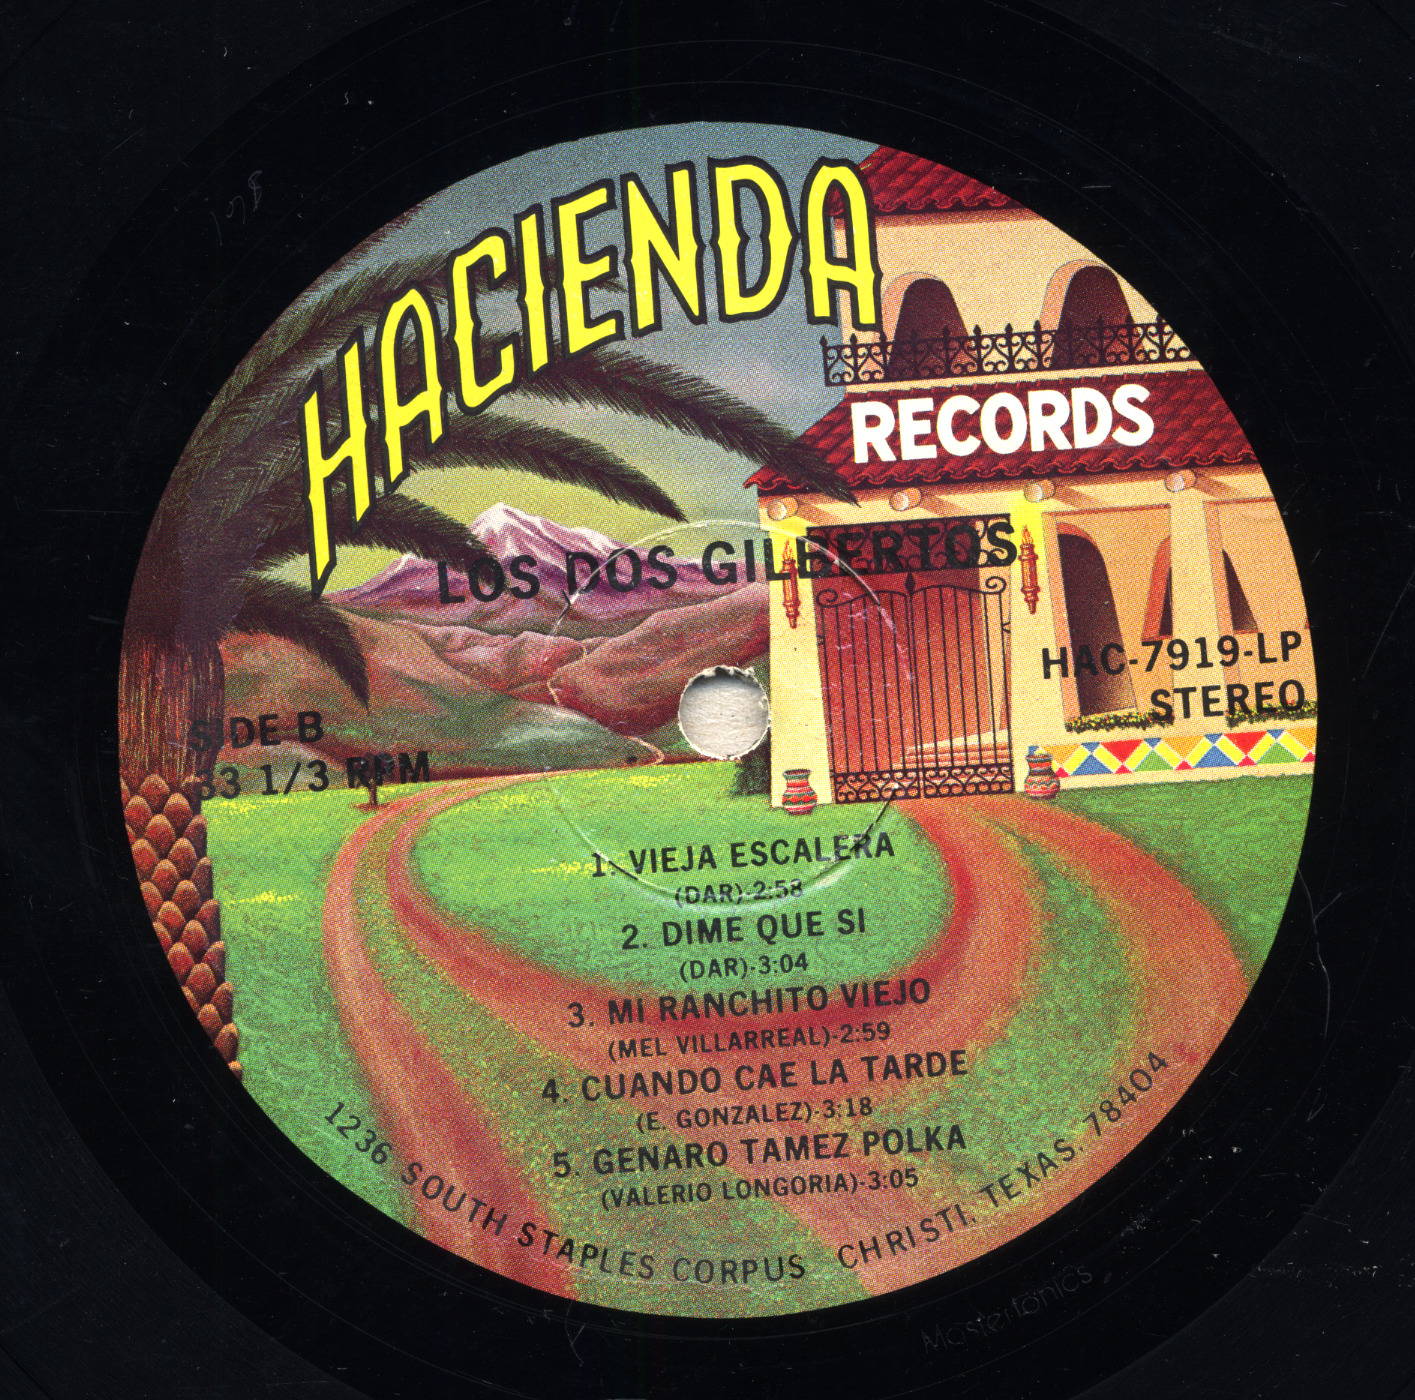 HACIENDA
RECORDS
LOS DOS GILBERTOS
HAC-7919-LP
STEREO
SIDE B
33 1/3 RPM
1. VIEJA ESCALERA
(DAR)-2:58
2. DIME QUE SI
(DAR)-3:04
3. MI RANCHITO VIEJO
(MEL VILLARREAL)-2:59
4. CUANDO CAE LA TARDE
(E. GONZALEZ)-3:18
5. GENARO TAMEZ POLKA
(VALERIO LONGORIA)-3:05
1236 SOUTH STAPLES CORPUS CHRISTI, TEXAS. 78404
Mastertonics